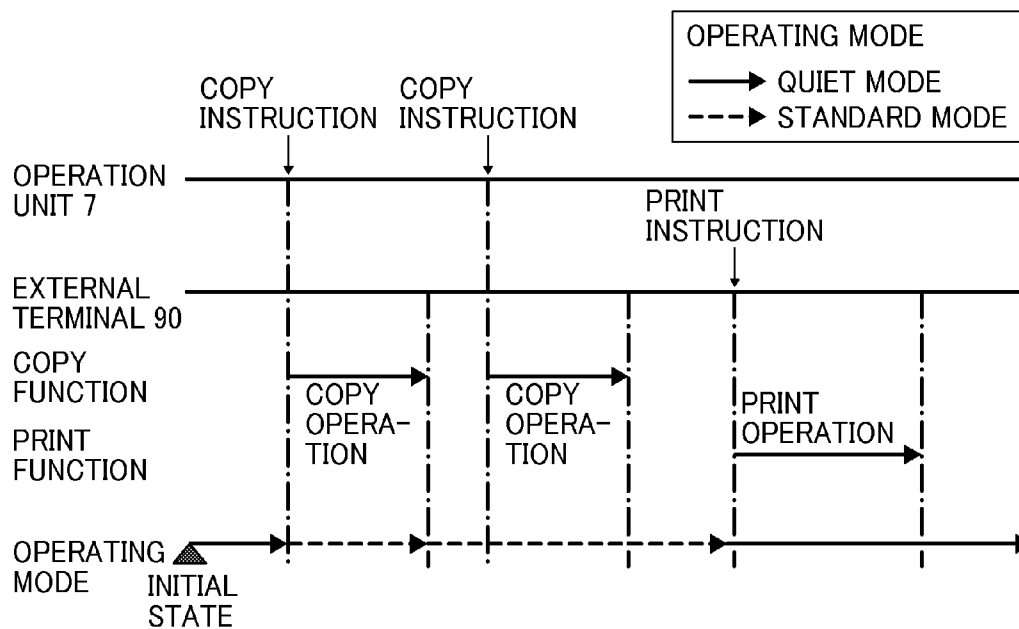 OPERATING MODE
QUIET MODE
STANDARD MODE
COPY
INSTRUCTION
COPY
INSTRUCTION
OPERATION
UNIT 7
PRINT
INSTRUCTION
EXTERNAL
TERMINAL 90
COPY
FUNCTION
COPY
OPERA-
TION
COPY
OPERA-
TION
PRINT
OPERATION
PRINT
FUNCTION
OPERATING
MODE
INITIAL
STATE